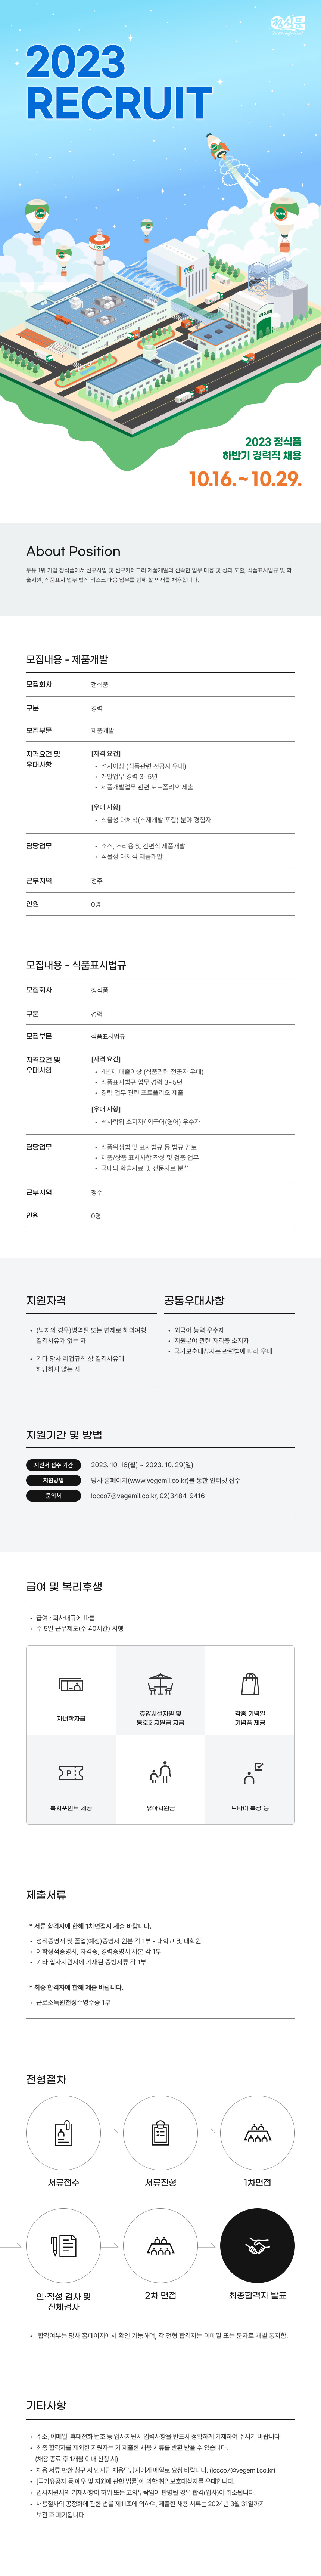 정식품
2023
RECRUIT
2023 정식품
하반기 경력직 채용
10.16. ~ 10.29.
About Position
두유 1위 기업 정식품에서 신규사업 및 신규카테고리 제품개발의 신속한 업무 대응 및 성과 도출, 식품표시법규 및 학
술지원, 식품표시 업무 법적 리스크 대응 업무를 함께 할 인재를 채용합니다.
모집내용 - 제품개발
모집회사 정식품
구분 경력
모집부문 제품개발
자격요건 및
우대사항
[자격 요건]
• 석사이상 (식품관련 전공자 우대)
• 개발업무 경력 3~5년
• 제품개발업무 관련 포트폴리오 제출
[우대 사항]
• 식물성 대체식(소재개발 포함) 분야 경험자
담당업무
• 소스, 조리용 및 간편식 제품개발
• 식물성 대체식 제품개발
근무지역 청주
인원 0명
모집내용 - 식품표시법규
모집회사 정식품
구분 경력
모집부문 식품표시법규
자격요건 및
우대사항
[자격 요건]
• 4년제 대졸이상 (식품관련 전공자 우대)
• 식품표시법규 업무 경력 3~5년
• 경력 업무 관련 포트폴리오 제출
[우대 사항]
• 석사학위 소지자/ 외국어(영어) 우수자
담당업무
• 식품위생법 및 표시법규 등 법규 검토
• 제품/상품 표시사항 작성 및 검증 업무
• 국내외 학술자료 및 전문자료 분석
근무지역 청주
인원 0명
지원자격
• (남자의 경우)병역필 또는 면제로 해외여행
결격사유가 없는 자
• 기타 당사 취업규칙 상 결격사유에
해당하지 않는 자
공통우대사항
• 외국어 능력 우수자
• 지원분야 관련 자격증 소지자
• 국가보훈대상자는 관련법에 따라 우대
지원기간 및 방법
지원서 접수 기간 2023. 10. 16(월) ~ 2023. 10. 29(일)
지원방법 당사 홈페이지(www.vegemil.co.kr)를 통한 인터넷 접수
문의처 locco7@vegemil.co.kr, 02)3484-9416
급여 및 복리후생
• 급여 : 회사내규에 따름
• 주 5일 근무제도(주 40시간) 시행
자녀학자금
휴양시설지원 및
동호회지원금 지급
각종 기념일
기념품 제공
복지포인트 제공
유아지원금
노타이 복장 등
제출서류
* 서류 합격자에 한해 1차면접시 제출 바랍니다.
• 성적증명서 및 졸업(예정)증명서 원본 각 1부 - 대학교 및 대학원
• 어학성적증명서, 자격증, 경력증명서 사본 각 1부
• 기타 입사지원서에 기재된 증빙서류 각 1부
* 최종 합격자에 한해 제출 바랍니다.
• 근로소득원천징수영수증 1부
전형절차
서류접수
서류전형
1차면접
인·적성 검사 및
신체검사
2차 면접
최종합격자 발표
• 합격여부는 당사 홈페이지에서 확인 가능하며, 각 전형 합격자는 이메일 또는 문자로 개별 통지함.
기타사항
• 주소, 이메일, 휴대전화 번호 등 입사지원서 입력사항을 반드시 정확하게 기재하여 주시기 바랍니다
• 최종 합격자를 제외한 지원자는 기 제출한 채용 서류를 반환 받을 수 있습니다.
(채용 종료 후 1개월 이내 신청 시)
• 채용 서류 반환 청구 시 인사팀 채용담당자에게 메일로 요청 바랍니다. (locco7@vegemil.co.kr)
• [국가유공자 등 예우 및 지원에 관한 법률]에 의한 취업보호대상자를 우대합니다.
• 입사지원서의 기재사항이 허위 또는 고의누락임이 판명될 경우 합격(입사)이 취소됩니다.
• 채용절차의 공정화에 관한 법률 제11조에 의하여, 제출한 채용 서류는 2024년 3월 31일까지
보관 후 폐기됩니다.